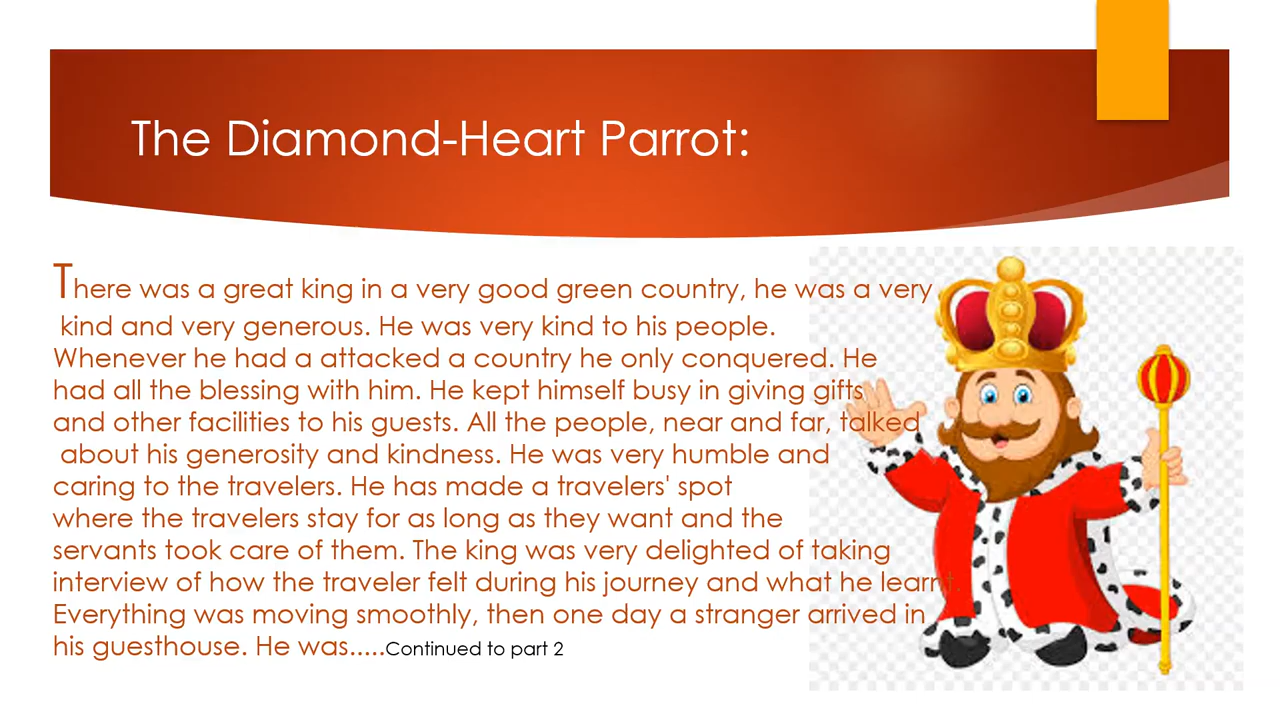 The Diamond-Heart Parrot:
There was a great king in a very good green country, he was a very
kind and very generous. He was very kind to his people.
Whenever he had a attacked a country he only conquered. He
had all the blessing with him. He kept himself busy in giving gifts
and other facilities to his guests. All the people, near and far, talked
about his generosity and kindness. He was very humble and
caring to the travelers. He has made a travelers' spot
where the travelers stay for as long as they want and the
servants took care of them. The king was very delighted of taking
interview of how the traveler felt during his journey and what he learnt.
Everything was moving smoothly, then one day a stranger arrived in
his guesthouse. He was.....Continued to part 2